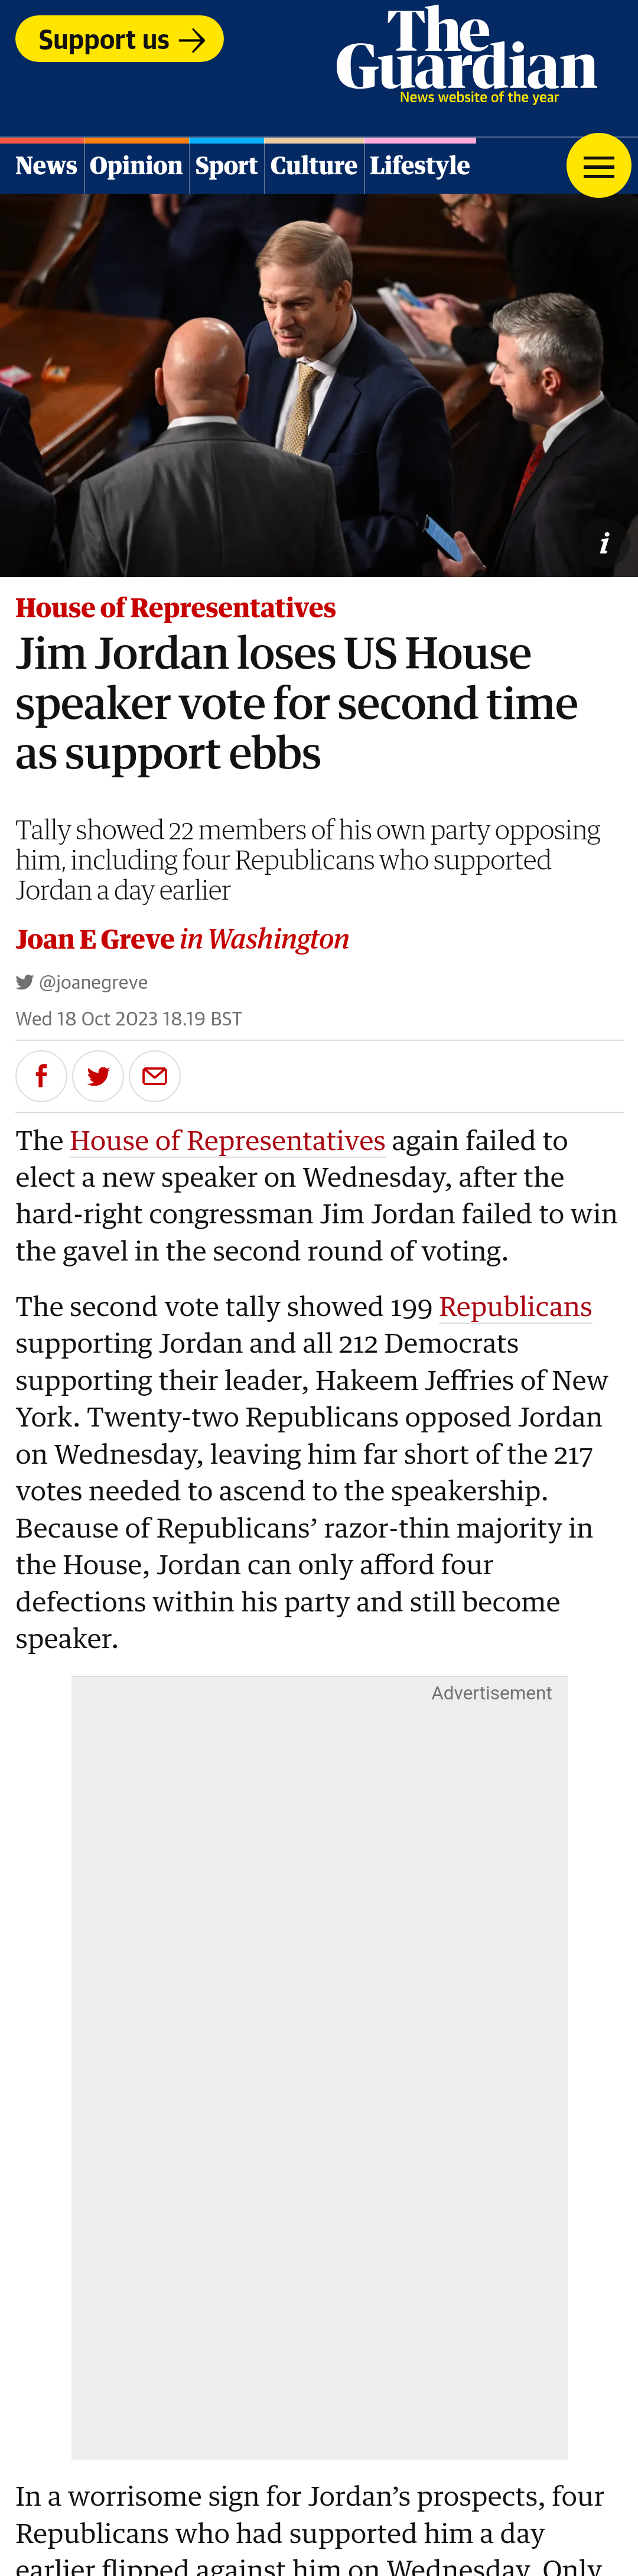 Support us
The
Guardian
News website of the year
News Opinion Sport Culture Lifestyle
i
House of Representatives
Jim Jordan loses US House
speaker vote for second time
as support ebbs
Tally showed 22 members of his own party opposing
him, including four Republicans who supported
Jordan a day earlier
Joan E Greve in Washington
@joanegreve
Wed 18 Oct 2023 18.19 BST
The House of Representatives again failed to
elect a new speaker on Wednesday, after the
hard-right congressman Jim Jordan failed to win
the gavel in the second round of voting.
The second vote tally showed 199 Republicans
supporting Jordan and all 212 Democrats
supporting their leader, Hakeem Jeffries of New
York. Twenty-two Republicans opposed Jordan
on Wednesday, leaving him far short of the 217
votes needed to ascend to the speakership.
Because of Republicans’ razor-thin majority in
the House, Jordan can only afford four
defections within his party and still become
speaker.
Advertisement
In a worrisome sign for Jordan’s prospects, four
Republicans who had supported him a day
earlier flipped against him on Wednesday. Only